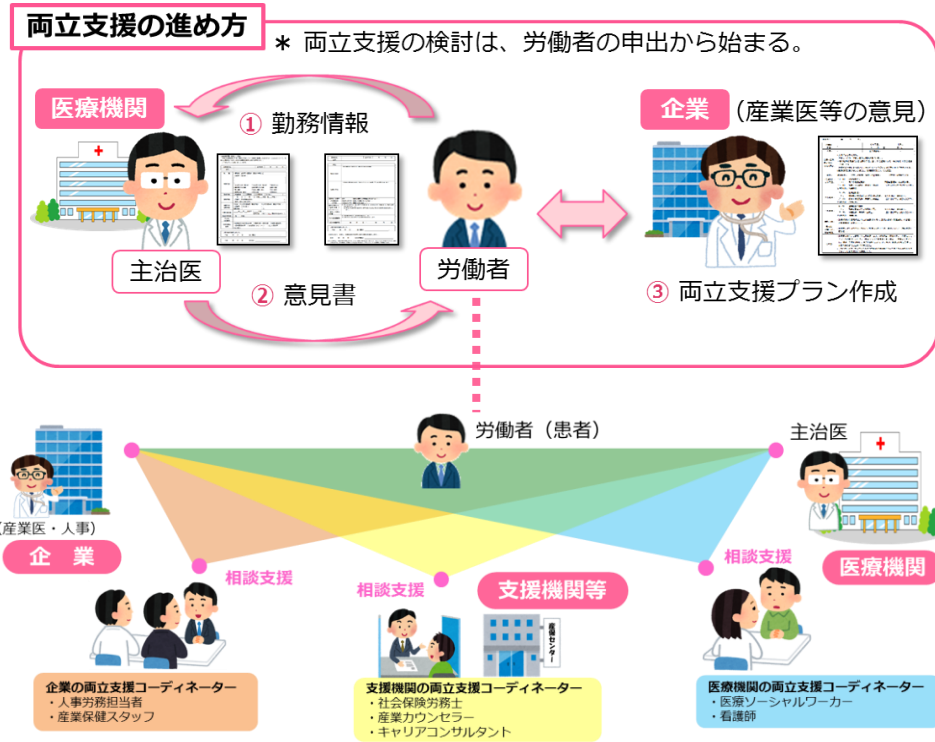 両立支援の進め方
＊ 両立支援の検討は、労働者の申出から始まる。
医療機関
① 勤務情報
企業 (産業医等の意見)
主治医
労働者
② 意見書
③ 両立支援プラン作成
労働者（患者）
主治医
(産業医・人事)
企　業
相談支援
相談支援
支援機関等
相談支援
医療機関
産保センター
企業の両立支援コーディネーター
・人事労務担当者
・産業保健スタッフ
支援機関の両立支援コーディネーター
・社会保険労務士
・産業カウンセラー
・キャリアコンサルタント
医療機関の両立支援コーディネーター
・医療ソーシャルワーカー
・看護師